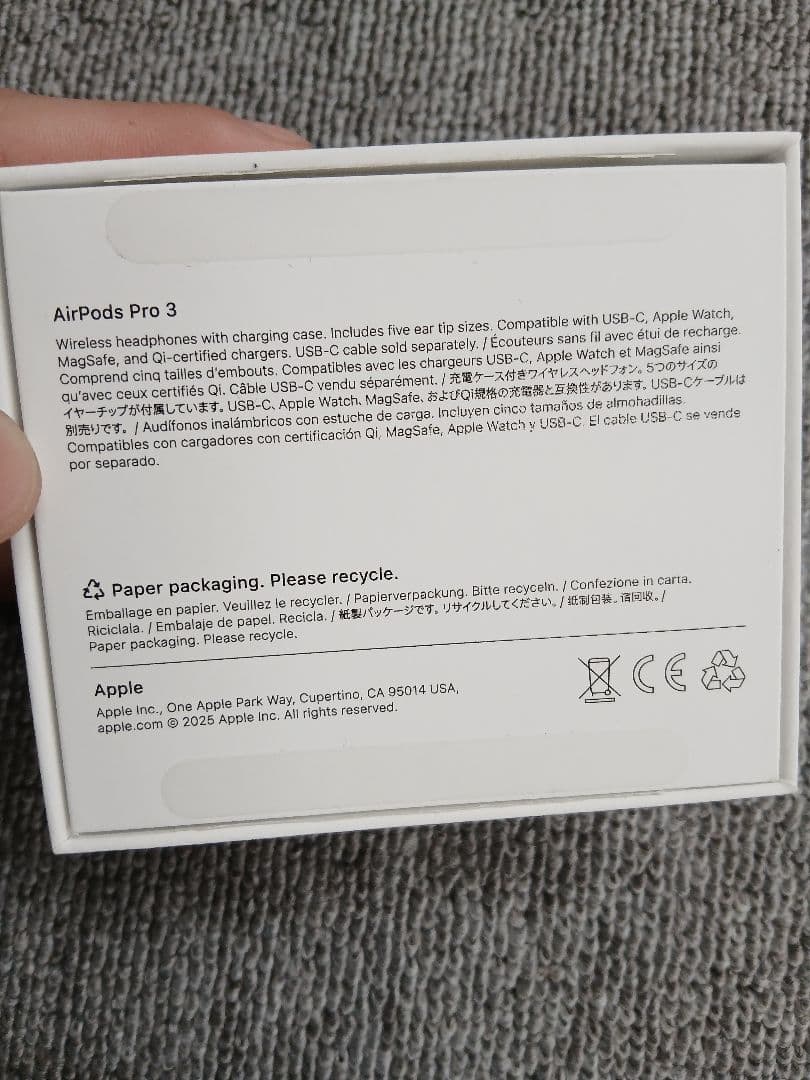 AirPods Pro 3
Wireless headphones with charging case. Includes five ear tip sizes. Compatible with USB-C, Apple Watch,
MagSafe, and Qi-certified chargers. USB-C cable sold separately. / Écouteurs sans fil avec étui de recharge.
Comprend cinq tailles d'embouts. Compatibles avec les chargeurs USB-C, Apple Watch et MagSafe ainsi
qu'avec ceux certifiés Qi. Câble USB-C vendu séparément. / 充電ケース付きワイヤレスヘッドフォン。5つのサイズの
イヤーチップが付属しています。USB-C、Apple Watch、MagSafe、およびQi規格の充電器と互換性があります。USB-Cケーブルは
別売りです。 / Audífonos inalámbricos con estuche de carga. Incluyen cinco tamaños de almohadillas.
Compatibles con cargadores con certificación Qi, MagSafe, Apple Watch y USB-C. El cable USB-C se vende
por separado.
Paper packaging. Please recycle.
Emballage en papier. Veuillez le recycler. / Papierverpackung. Bitte recyceln. / Confezione in carta.
Riciclala. / Embalaje de papel. Recicla. / 紙製パッケージです。リサイクルしてください。/ 纸制包装。请回收。/
Paper packaging. Please recycle.
Apple
Apple Inc., One Apple Park Way, Cupertino, CA 95014 USA,
apple.com © 2025 Apple Inc. All rights reserved.
CE